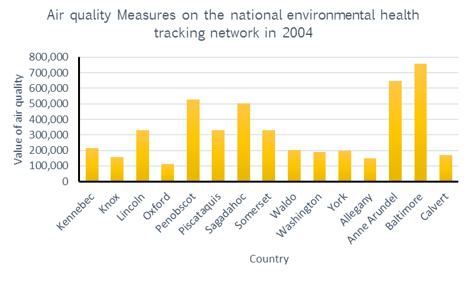 Air quality Measures on the national environmental health
tracking network in 2004
Value of air quality
800,000
700,000
600,000
500,000
400,000
300,000
200,000
100,000
0
Kennebec
Knox
Lincoln
Oxford
Penobscot
Piscataquis
Sagadahoc
Somerset
Waldo
Washington
York
Allegany
Anne Arundel
Baltimore
Calvert
Country